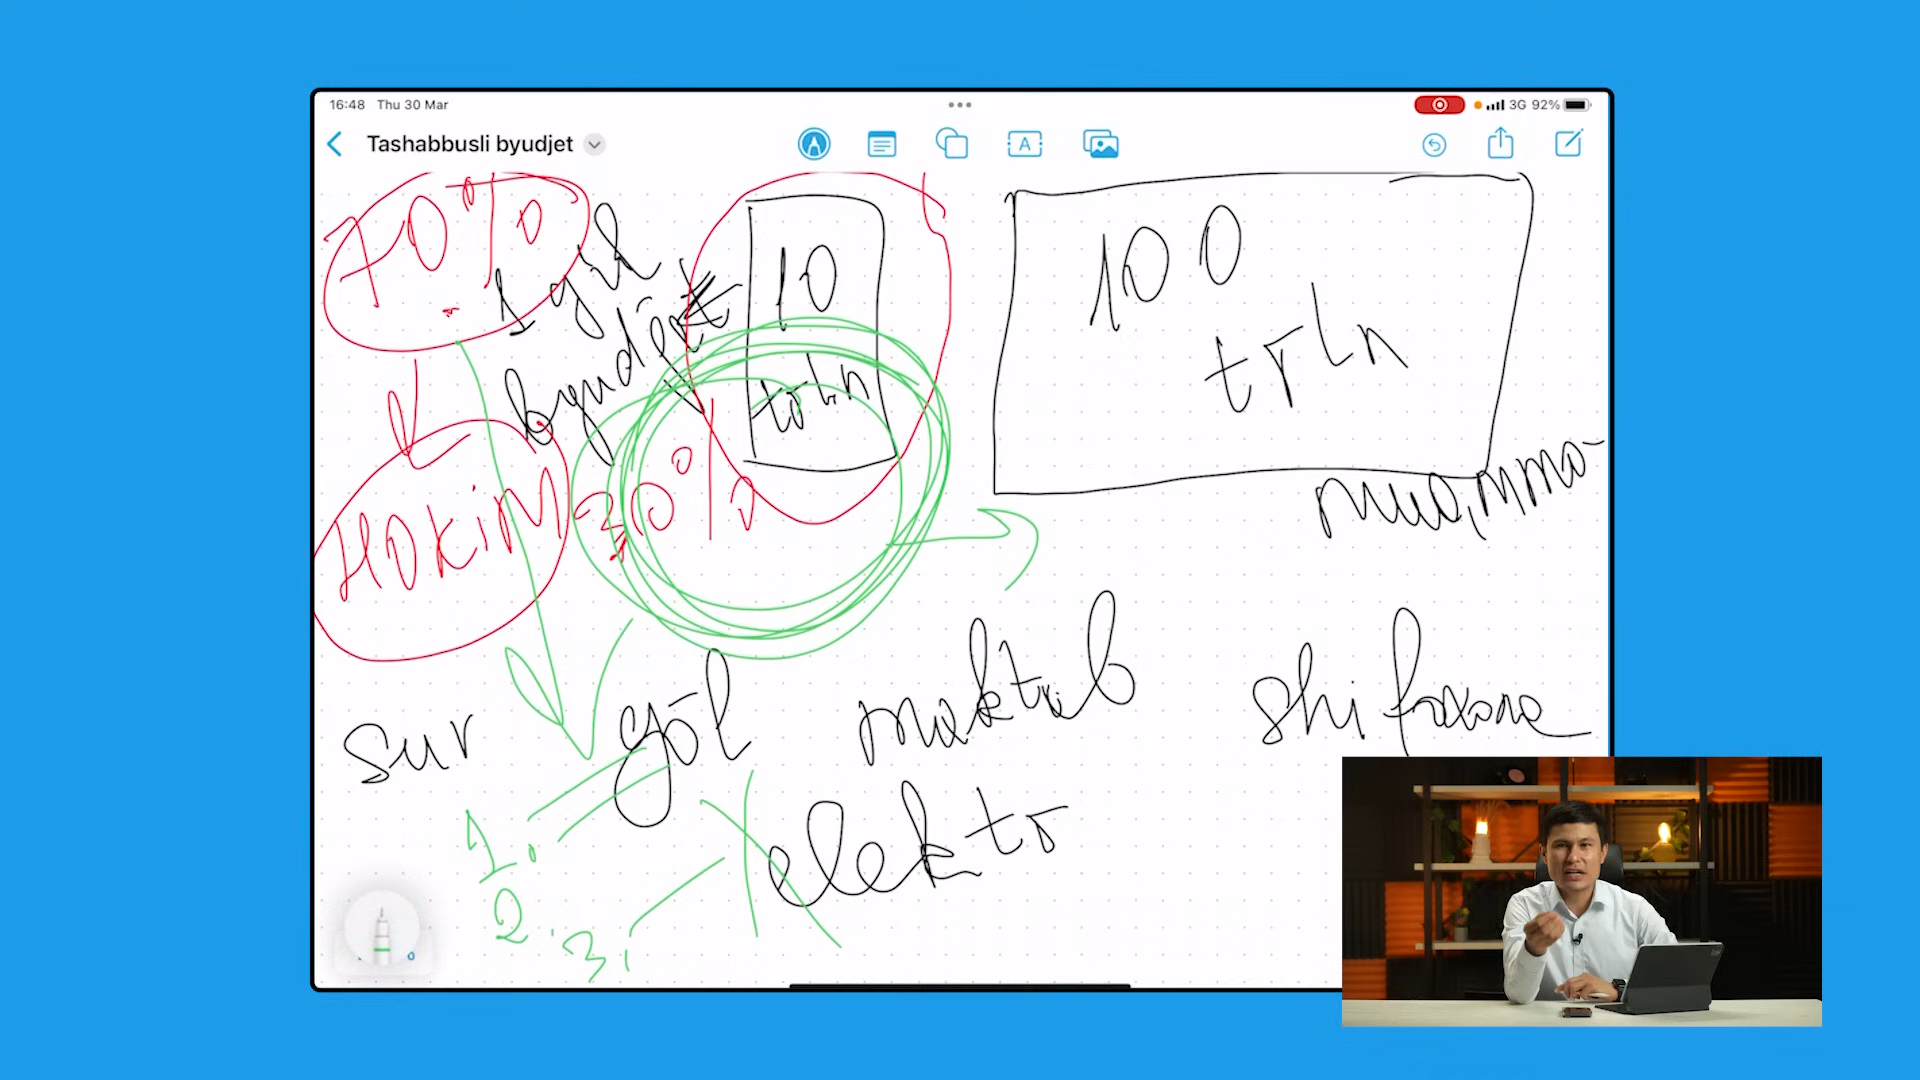 16:48 Thu 30 Mar
3G 92%
Tashabbusli byudjet
A
70%
1 yil
byudjet
10
trln
100
trln
muammo
HOKIM
30%
suv
yo'l
maktab
shifoxona
elektr
1.
2.
3.